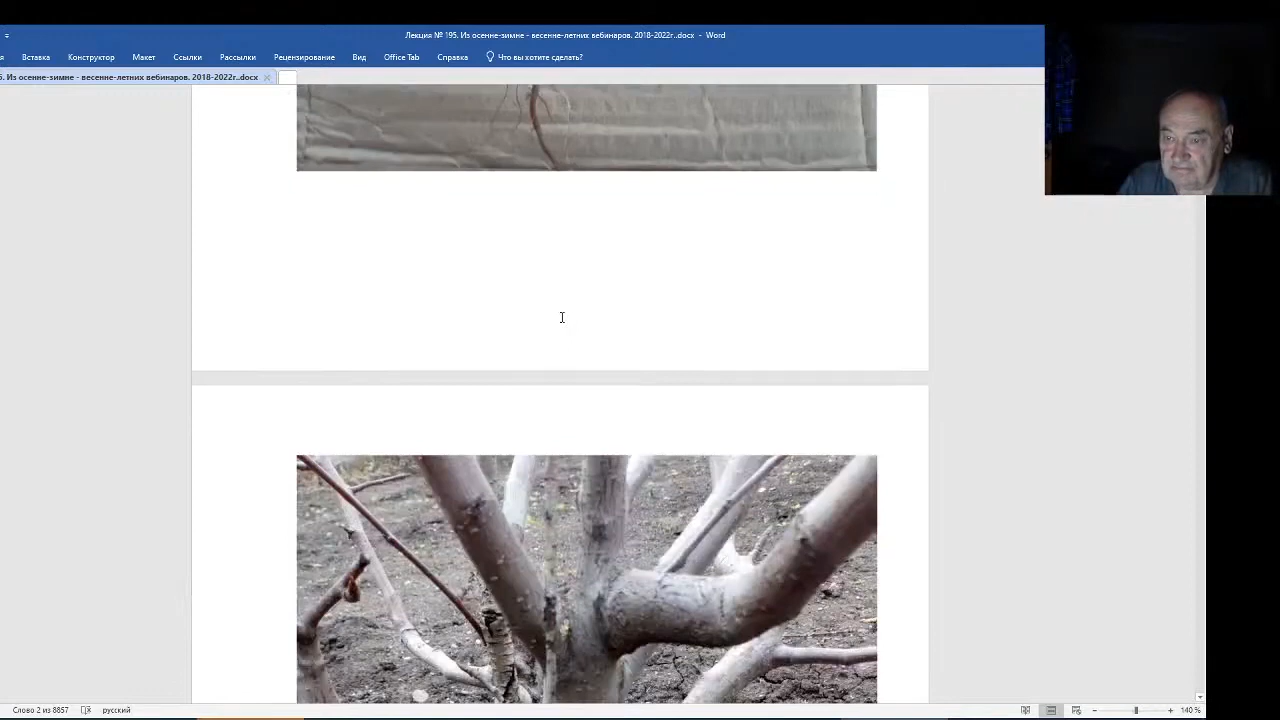 Лекция № 195. Из осенне-зимне - весенне-летних вебинаров. 2018-2022г..docx - Word
я Вставка Конструктор Макет Ссылки Рассылки Рецензирование Вид Office Tab Справка Что вы хотите сделать?
5. Из осенне-зимне - весенне-летних вебинаров. 2018-2022г..docx
Слово 2 из 8857 русский 140 %